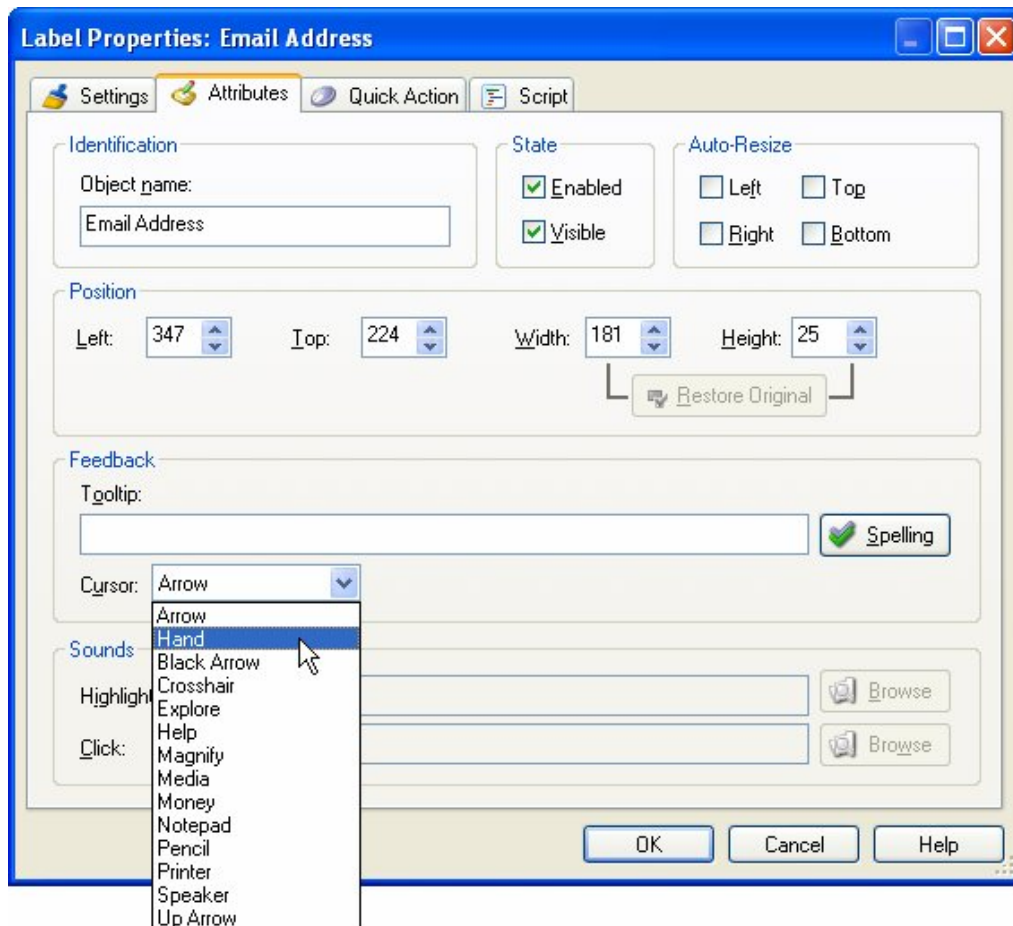 Label Properties: Email Address
Settings Attributes Quick Action Script
Identification State Auto-Resize
Object name: Enabled Left Top
Email Address Visible Right Bottom
Position
Left: 347 Top: 224 Width: 181 Height: 25
Restore Original
Feedback
Tooltip:
Spelling
Cursor: Arrow
Arrow
Hand
Sounds
Black Arrow
Crosshair
Highlight Browse
Explore
Help
Click: Browse
Magnify
Media
Money
Notepad
Pencil
OK Cancel Help
Printer
Speaker
Up Arrow